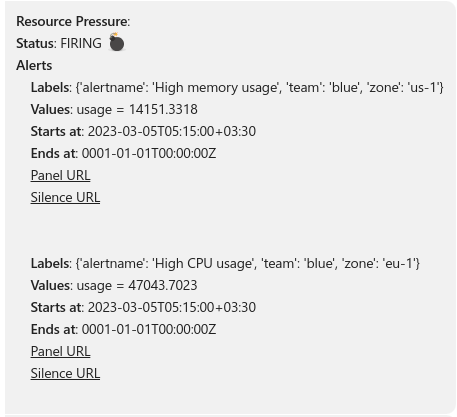 Resource Pressure:
Status: FIRING 💣
Alerts
Labels: {'alertname': 'High memory usage', 'team': 'blue', 'zone': 'us-1'}
Values: usage = 14151.3318
Starts at: 2023-03-05T05:15:00+03:30
Ends at: 0001-01-01T00:00:00Z
Panel URL
Silence URL
Labels: {'alertname': 'High CPU usage', 'team': 'blue', 'zone': 'eu-1'}
Values: usage = 47043.7023
Starts at: 2023-03-05T05:15:00+03:30
Ends at: 0001-01-01T00:00:00Z
Panel URL
Silence URL